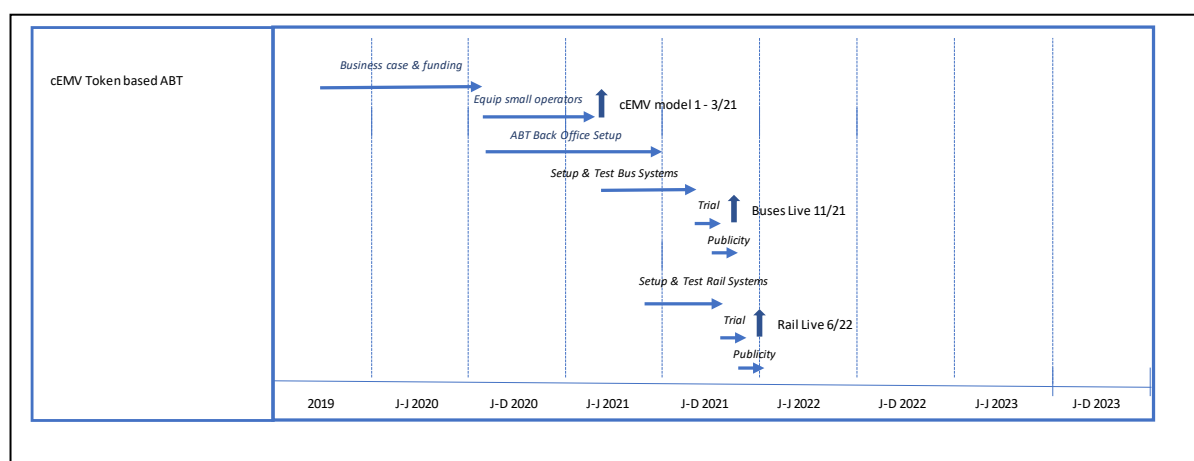 Business case & funding
cEMV Token based ABT
Equip small operators
cEMV model 1 - 3/21
ABT Back Office Setup
Setup & Test Bus Systems
Trial
Buses Live 11/21
Publicity
Setup & Test Rail Systems
Trial
Rail Live 6/22
Publicity
2019 J-J 2020 J-D 2020 J-J 2021 J-D 2021 J-J 2022 J-D 2022 J-J 2023 J-D 2023